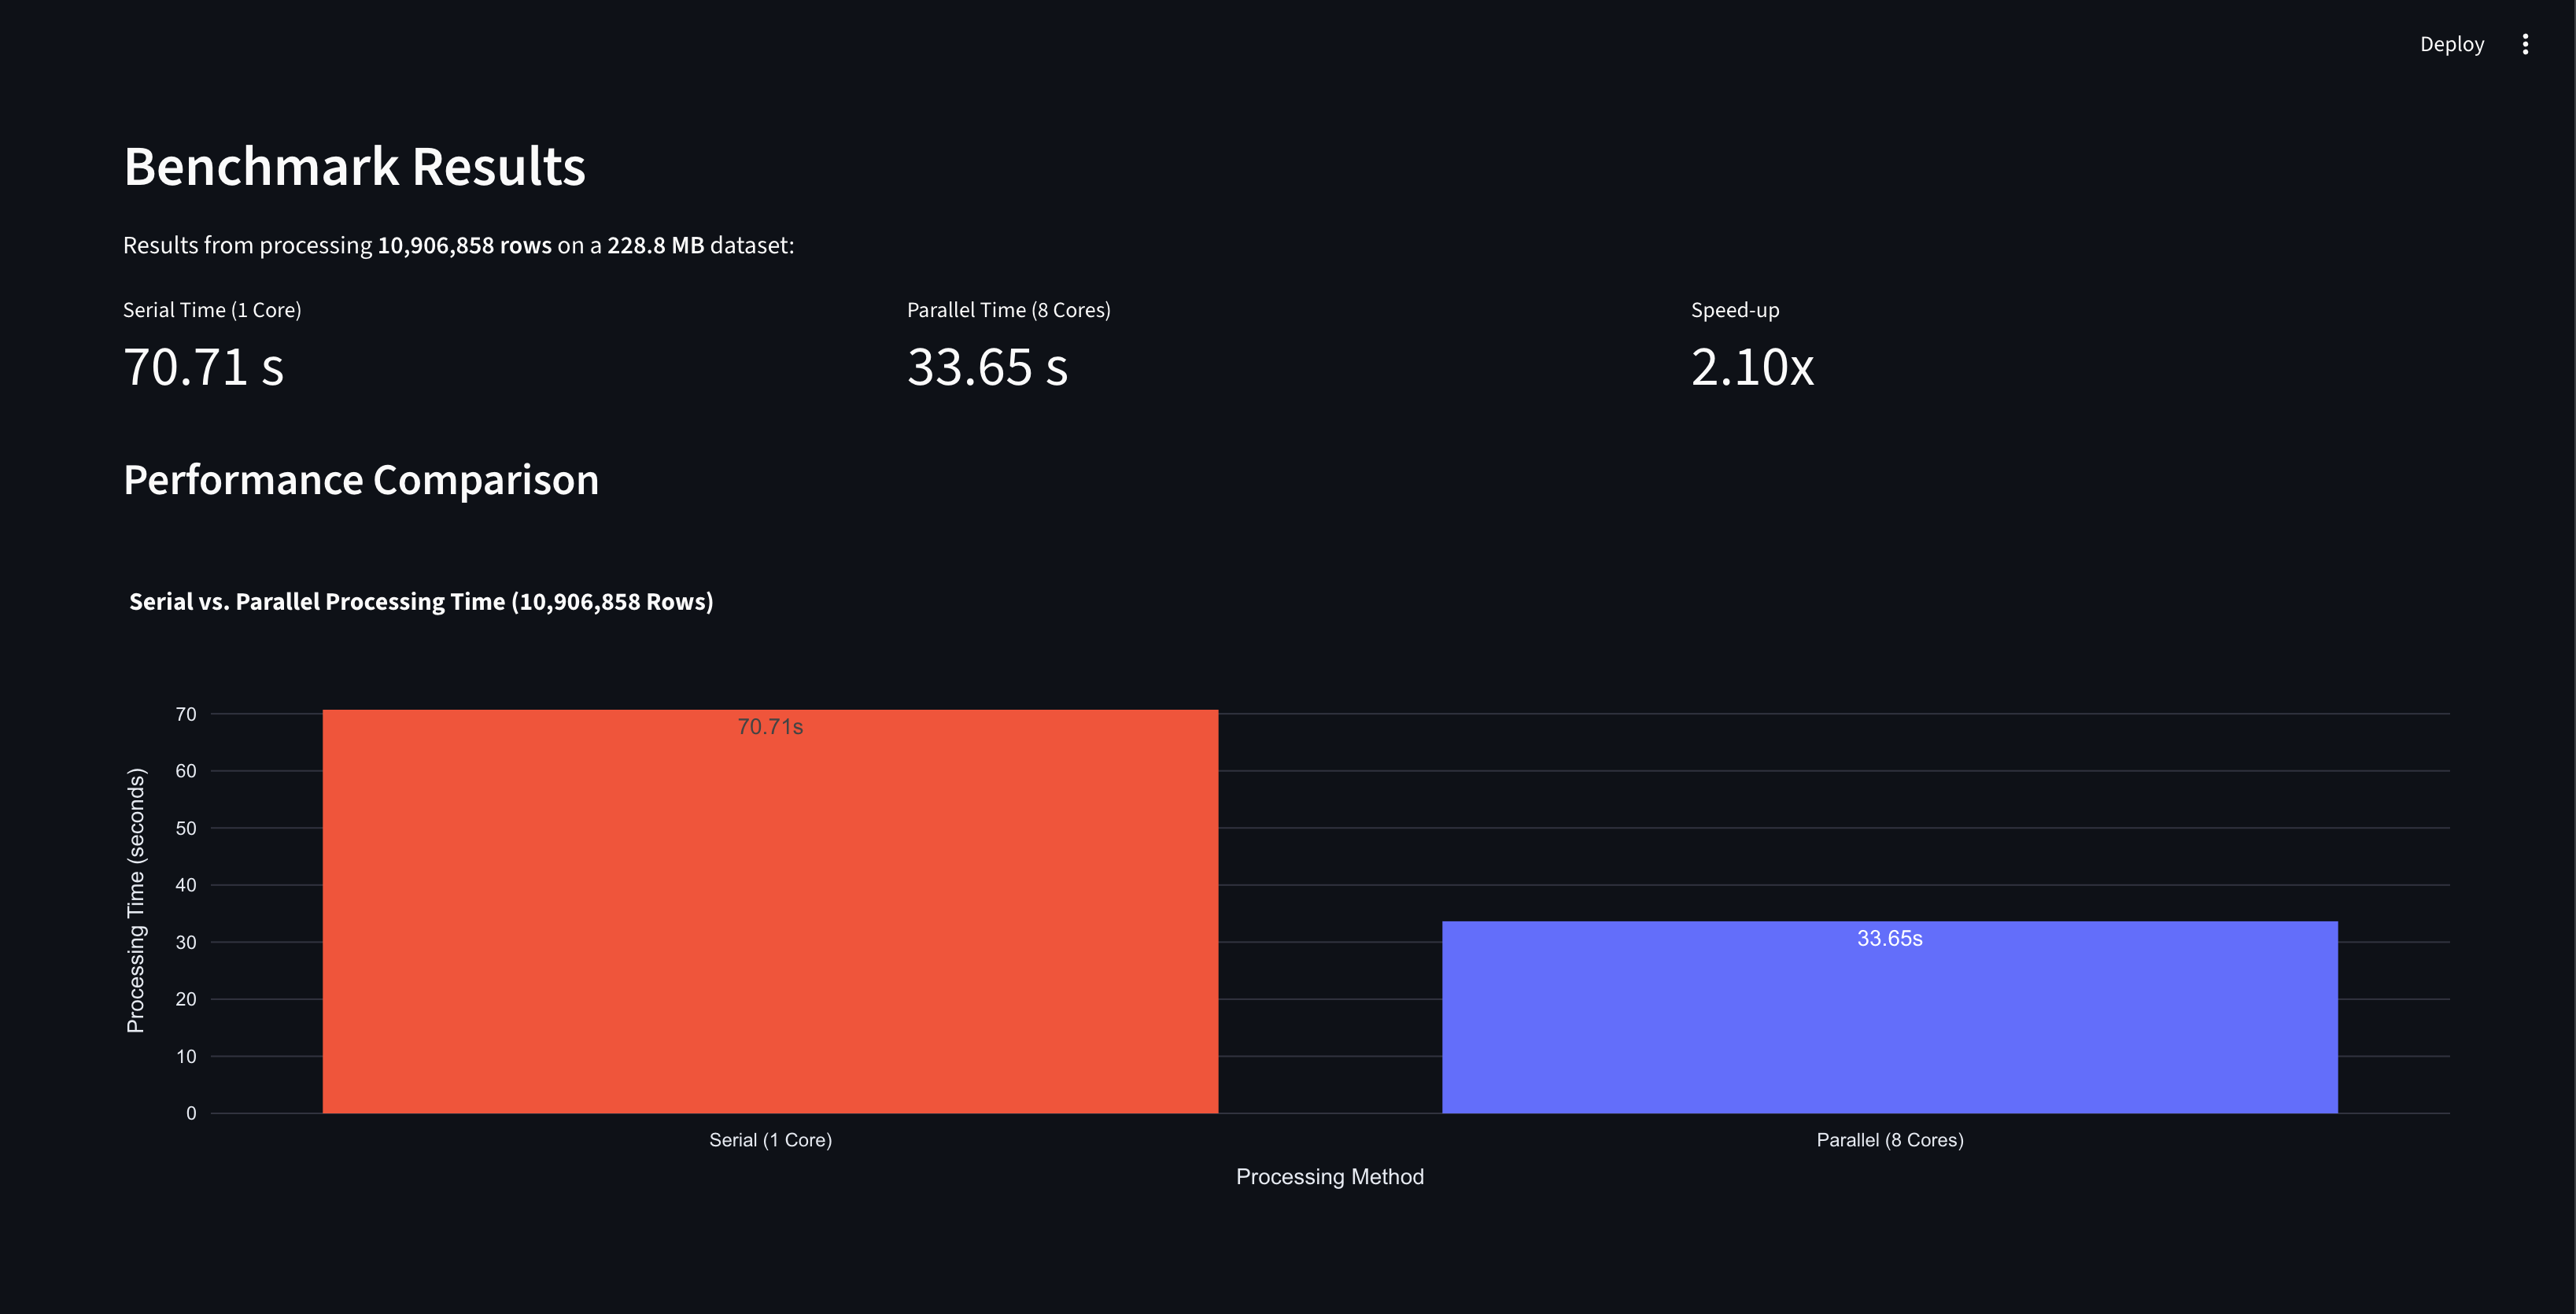 Deploy
Benchmark Results
Results from processing 10,906,858 rows on a 228.8 MB dataset:
Serial Time (1 Core)
70.71 s
Parallel Time (8 Cores)
33.65 s
Speed-up
2.10x
Performance Comparison
Serial vs. Parallel Processing Time (10,906,858 Rows)
Processing Time (seconds)
70
60
50
40
30
20
10
0
70.71s
33.65s
Serial (1 Core)
Parallel (8 Cores)
Processing Method